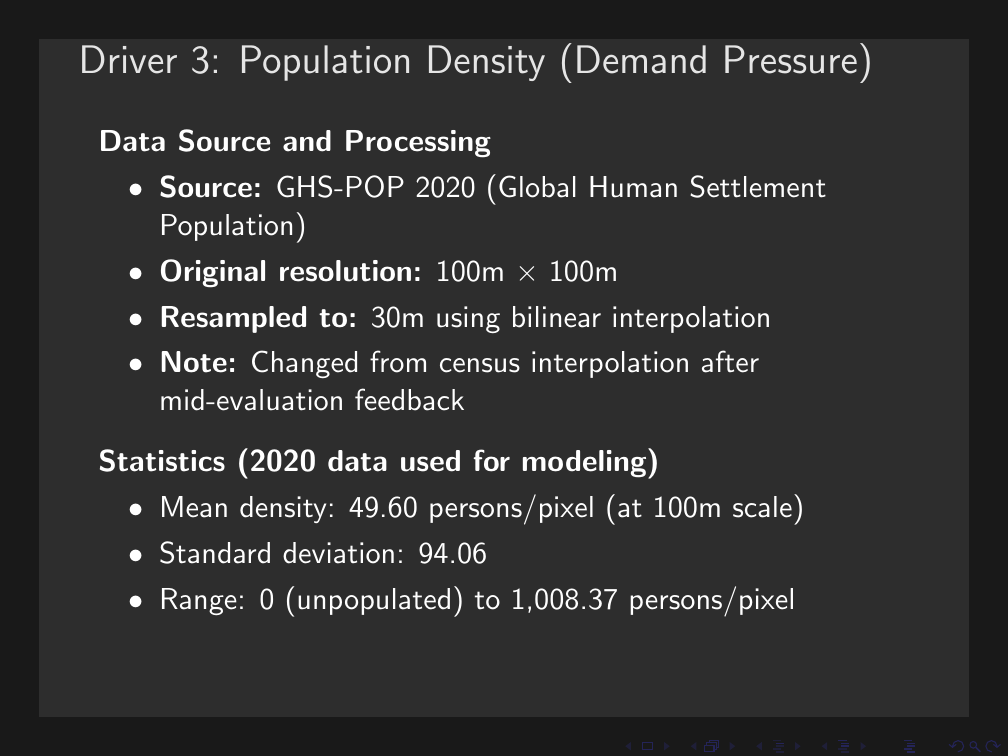 Driver 3: Population Density (Demand Pressure)
Data Source and Processing
• Source: GHS-POP 2020 (Global Human Settlement
Population)
• Original resolution: 100m × 100m
• Resampled to: 30m using bilinear interpolation
• Note: Changed from census interpolation after
mid-evaluation feedback
Statistics (2020 data used for modeling)
• Mean density: 49.60 persons/pixel (at 100m scale)
• Standard deviation: 94.06
• Range: 0 (unpopulated) to 1,008.37 persons/pixel